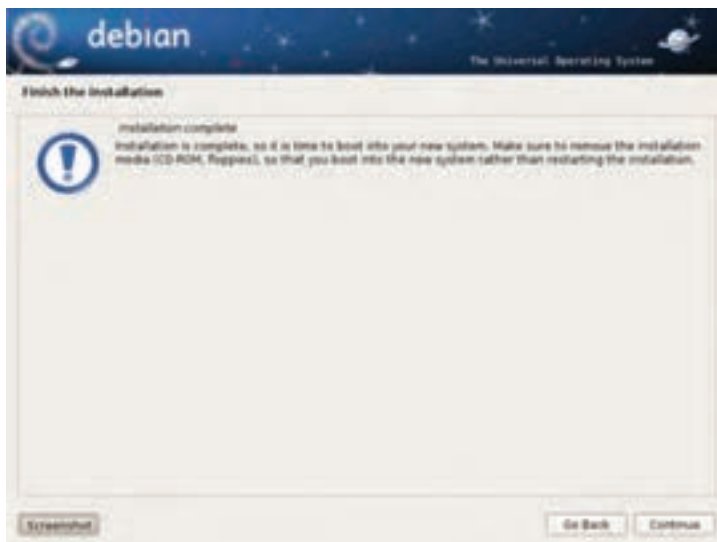 debian
The Universal Operating System
Finish the installation
Installation complete
Installation is complete, so it is time to boot into your new system. Make sure to remove the installation
media (CD-ROM, floppies), so that you boot into the new system rather than restarting the installation.
Screenshot
Go Back
Continue